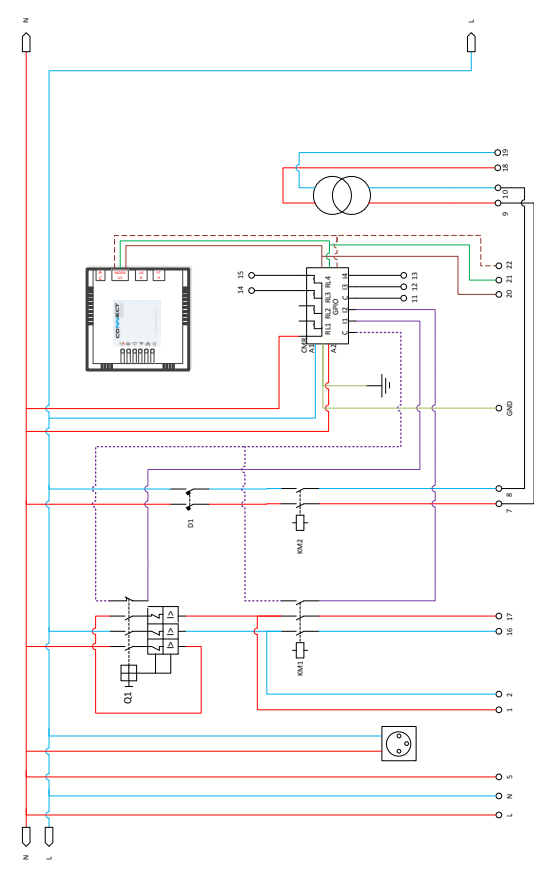 N
L
19
18
10
9
CONNECT
22
21
20
15
14
RL4
RL3
RL2
RL1
GPIO
I4
I3
C
I2
I1
C
13
12
11
CMR
A1
A2
GND
D1
KM2
8
7
Q1
I>
I>
I>
KM1
17
16
2
1
5
N
L
N
L